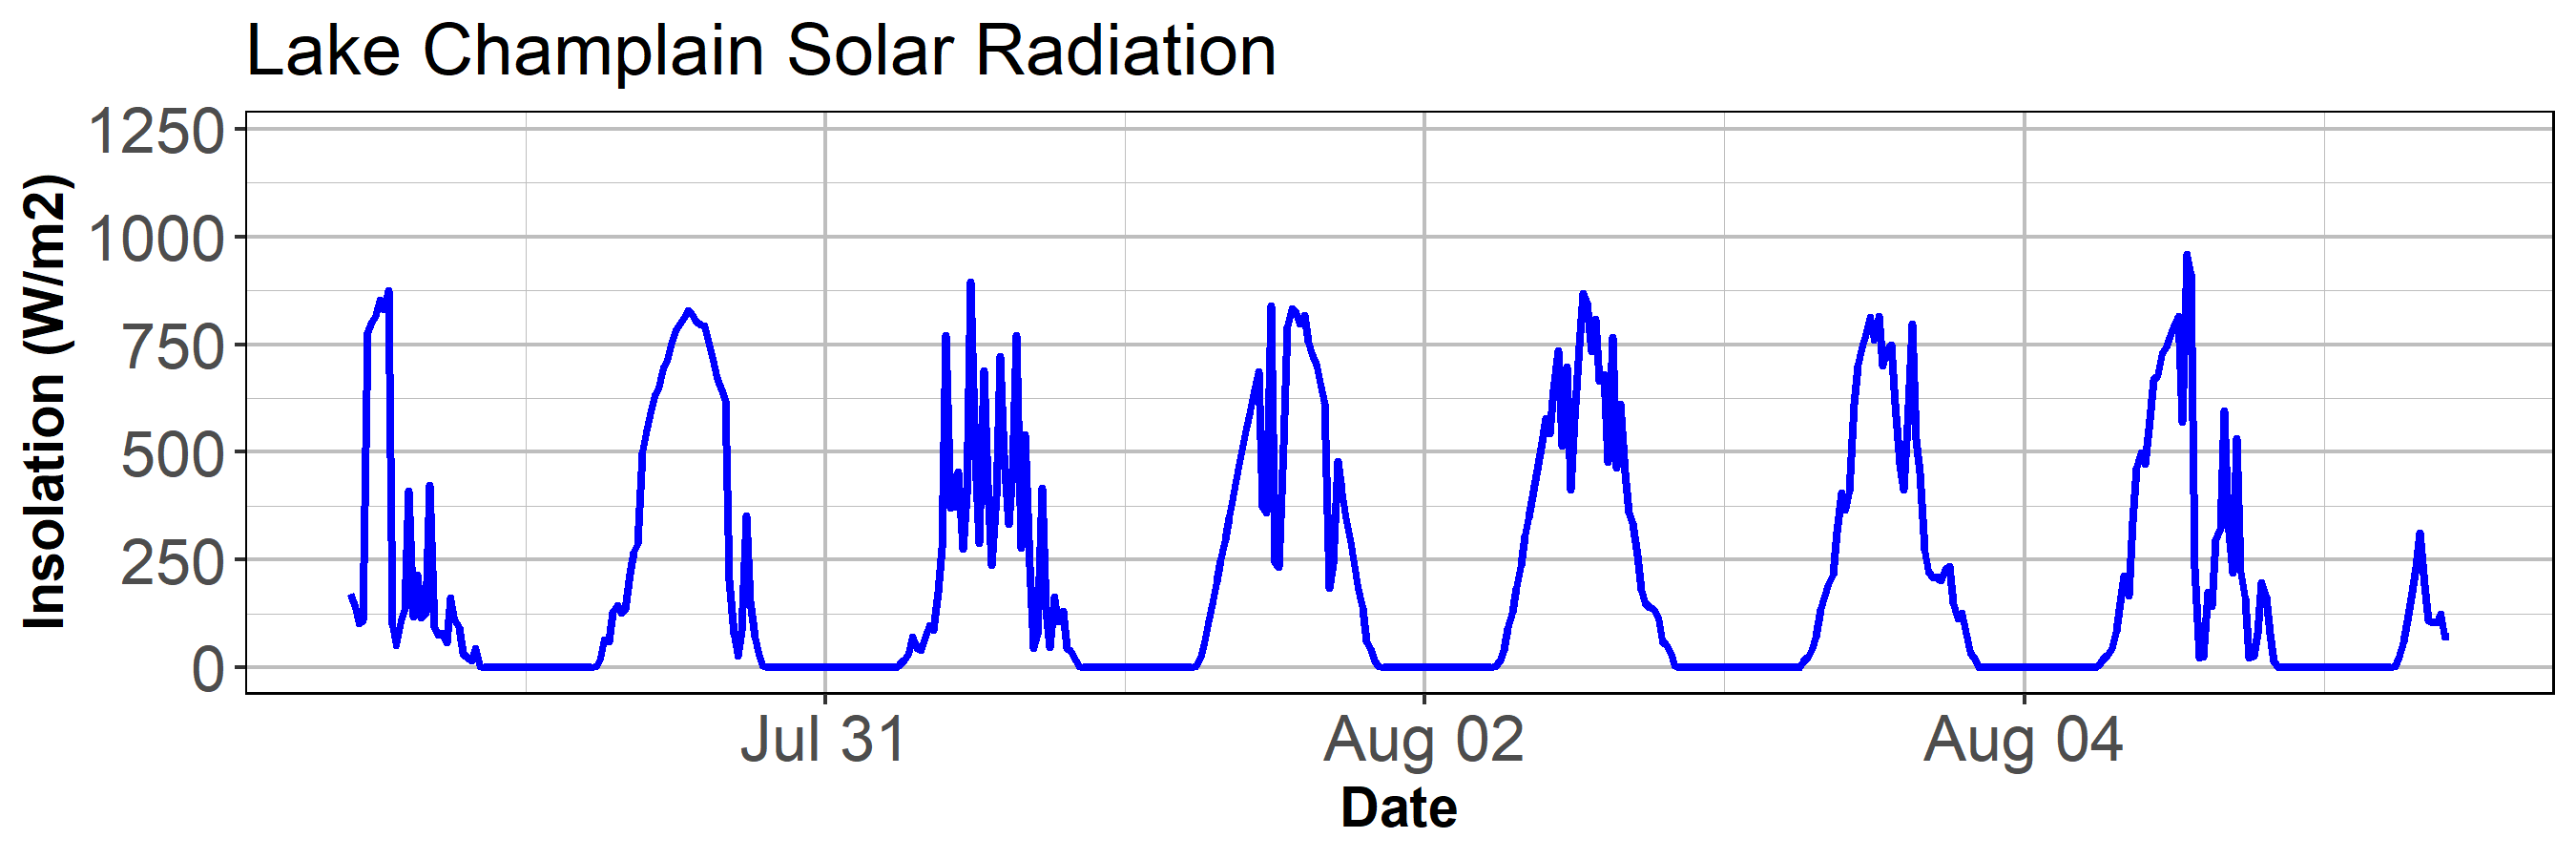 Lake Champlain Solar Radiation
Insolation (W/m2)
1250
1000
750
500
250
0
Jul 31 Aug 02 Aug 04
Date